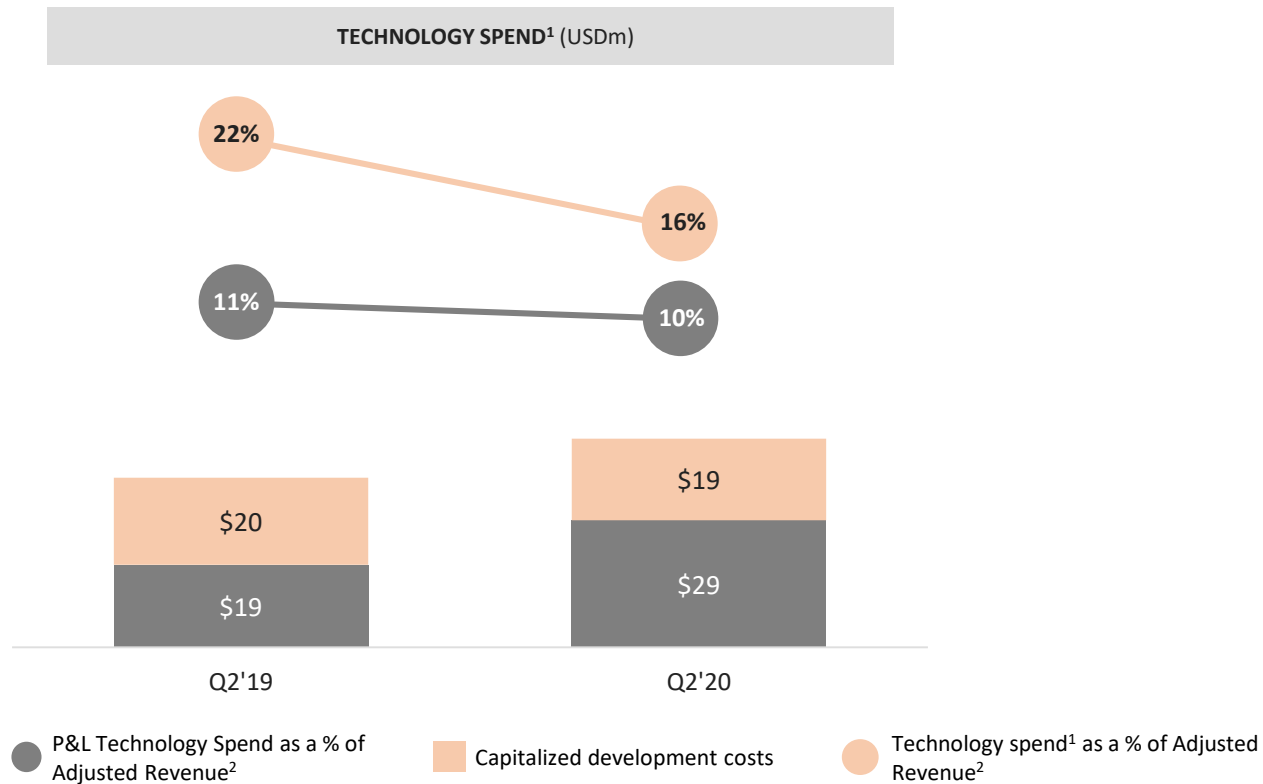 TECHNOLOGY SPEND¹ (USDm)
22%
16%
11%
10%
$20
$19
$19
$29
Q2'19
Q2'20
P&L Technology Spend as a % of
Adjusted Revenue²
Capitalized development costs
Technology spend¹ as a % of Adjusted
Revenue²